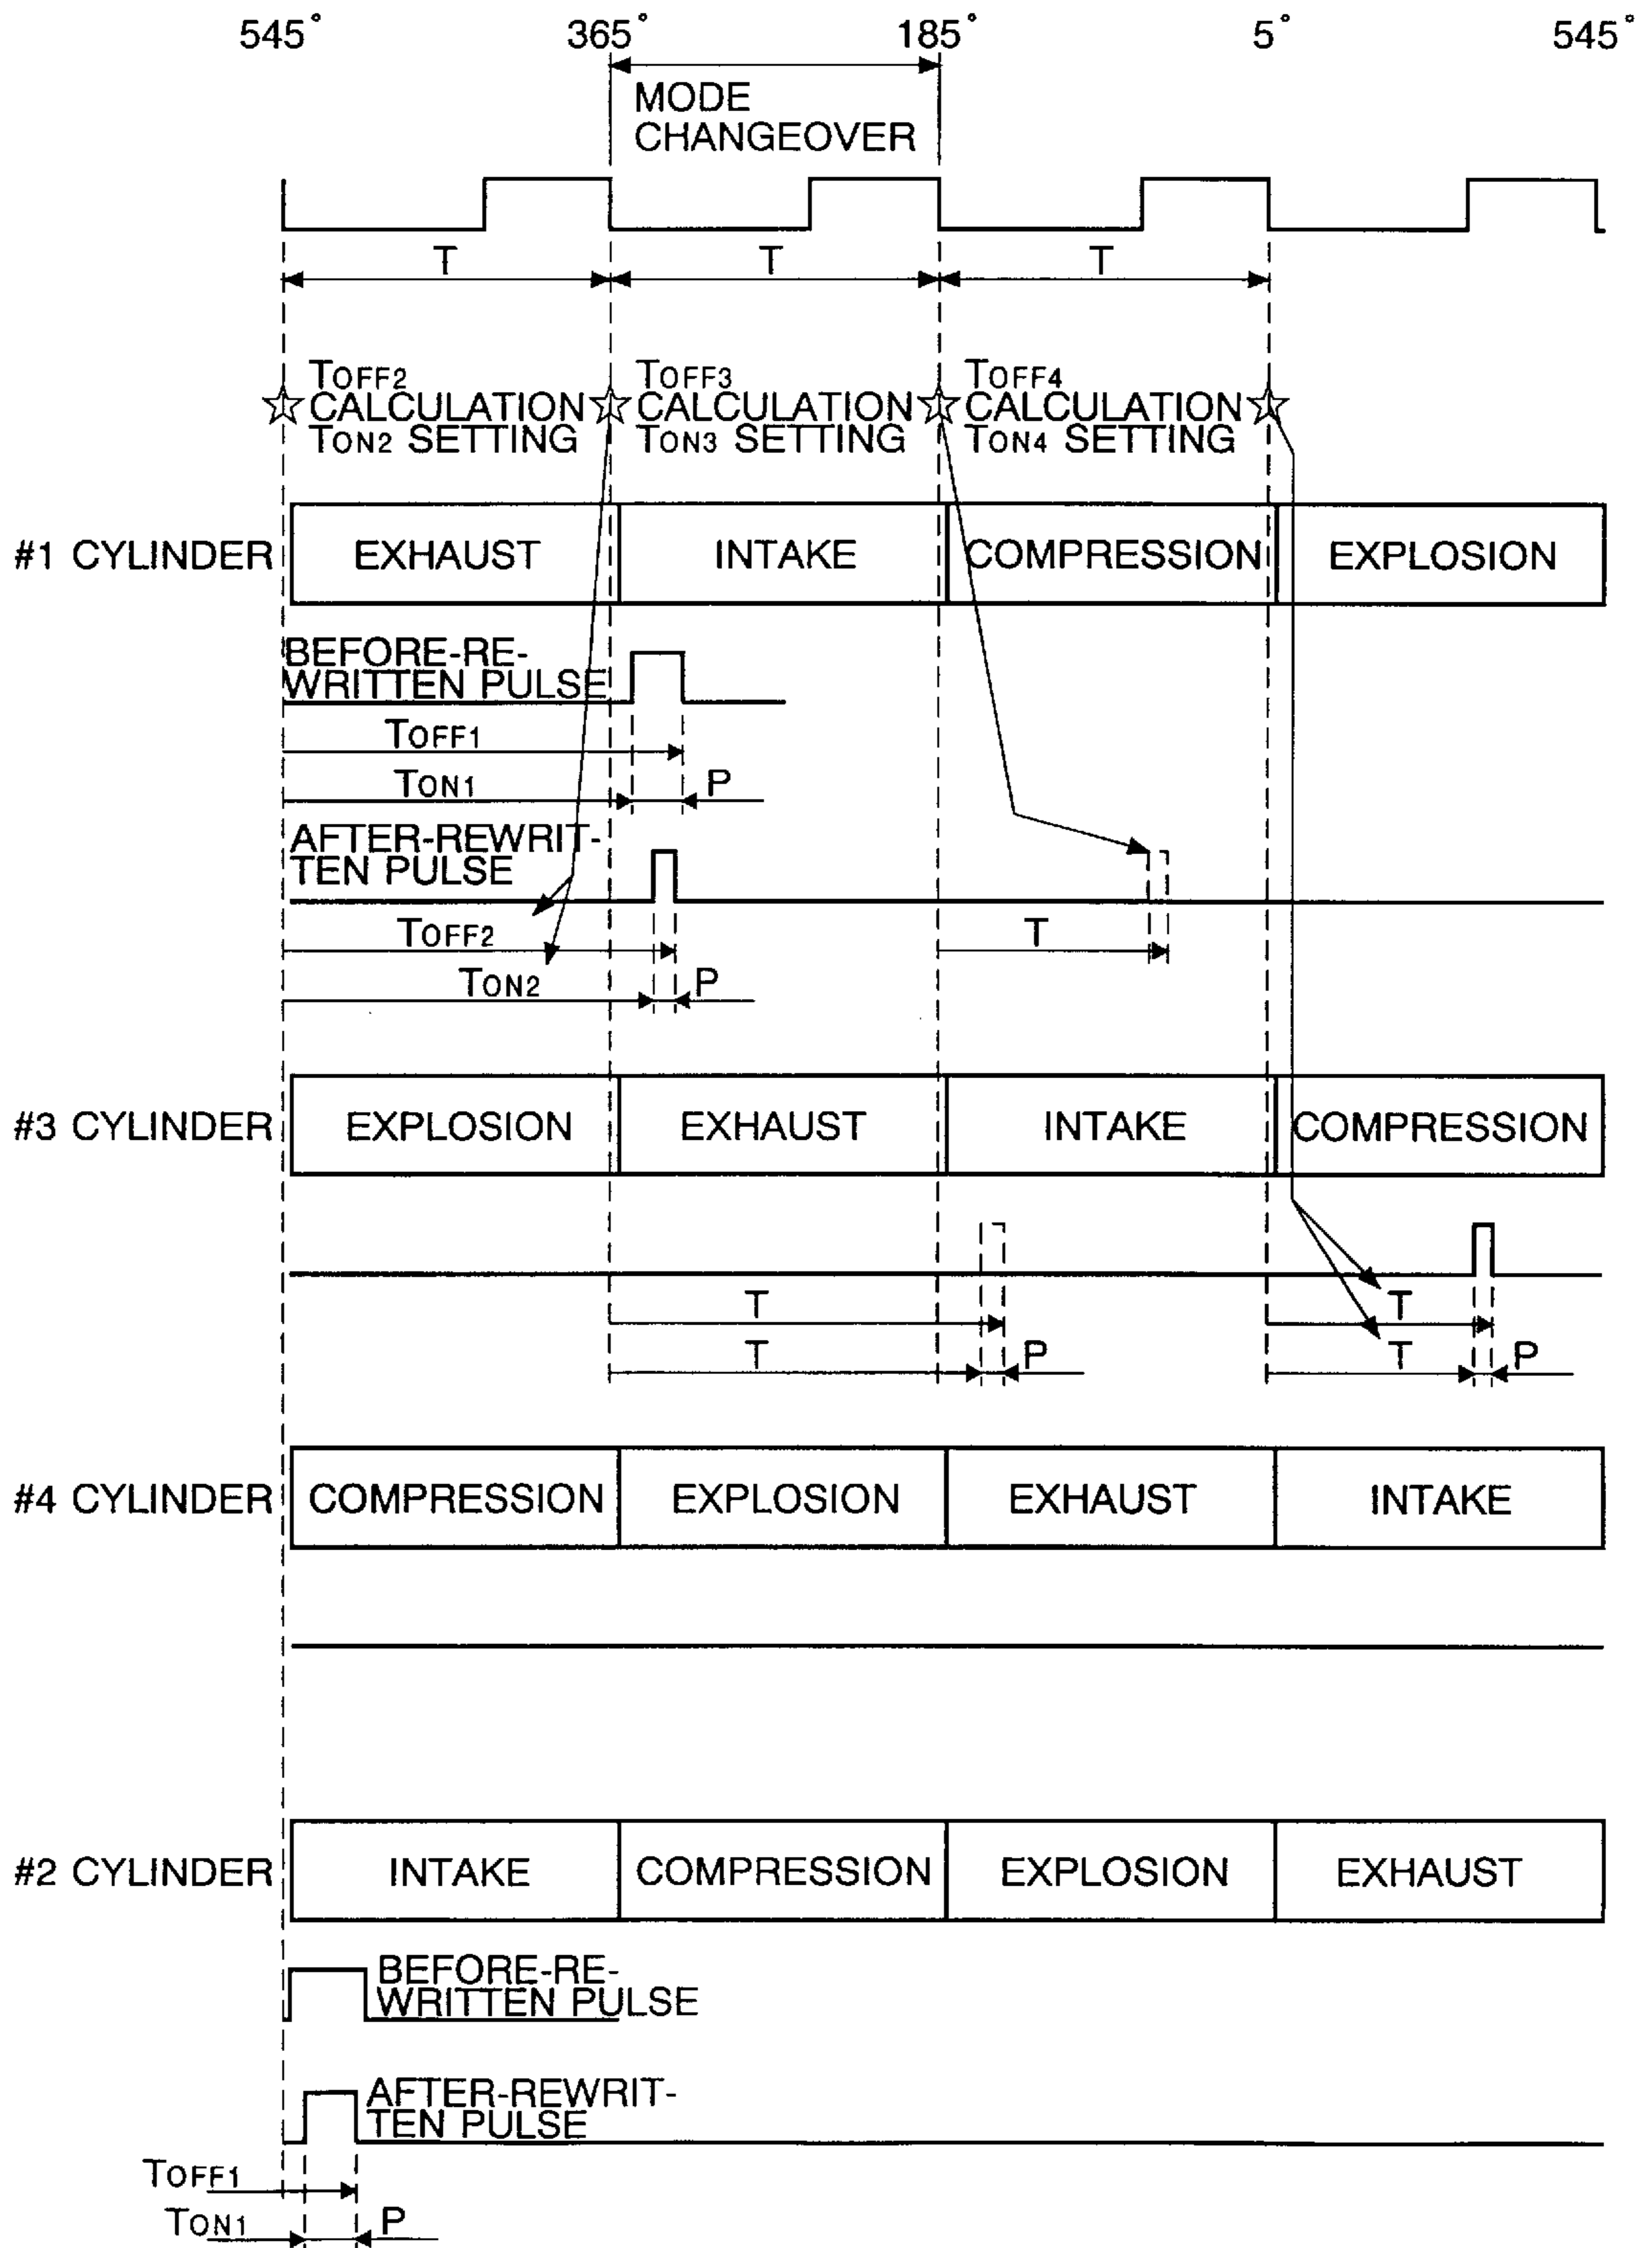 545° 365° 185° 5° 545°
MODE
CHANGEOVER
T T T
TOFF2 TOFF3 TOFF4
☆ CALCULATION ☆ CALCULATION ☆ CALCULATION ☆
TON2 SETTING TON3 SETTING TON4 SETTING
#1 CYLINDER EXHAUST INTAKE COMPRESSION EXPLOSION
BEFORE-RE-
WRITTEN PULSE
TOFF1
TON1 P
AFTER-REWRIT-
TEN PULSE
TOFF2 T
TON2 P
#3 CYLINDER EXPLOSION EXHAUST INTAKE COMPRESSION
T T
T P T P
#4 CYLINDER COMPRESSION EXPLOSION EXHAUST INTAKE
#2 CYLINDER INTAKE COMPRESSION EXPLOSION EXHAUST
BEFORE-RE-
WRITTEN PULSE
AFTER-REWRIT-
TEN PULSE
TOFF1
TON1 P